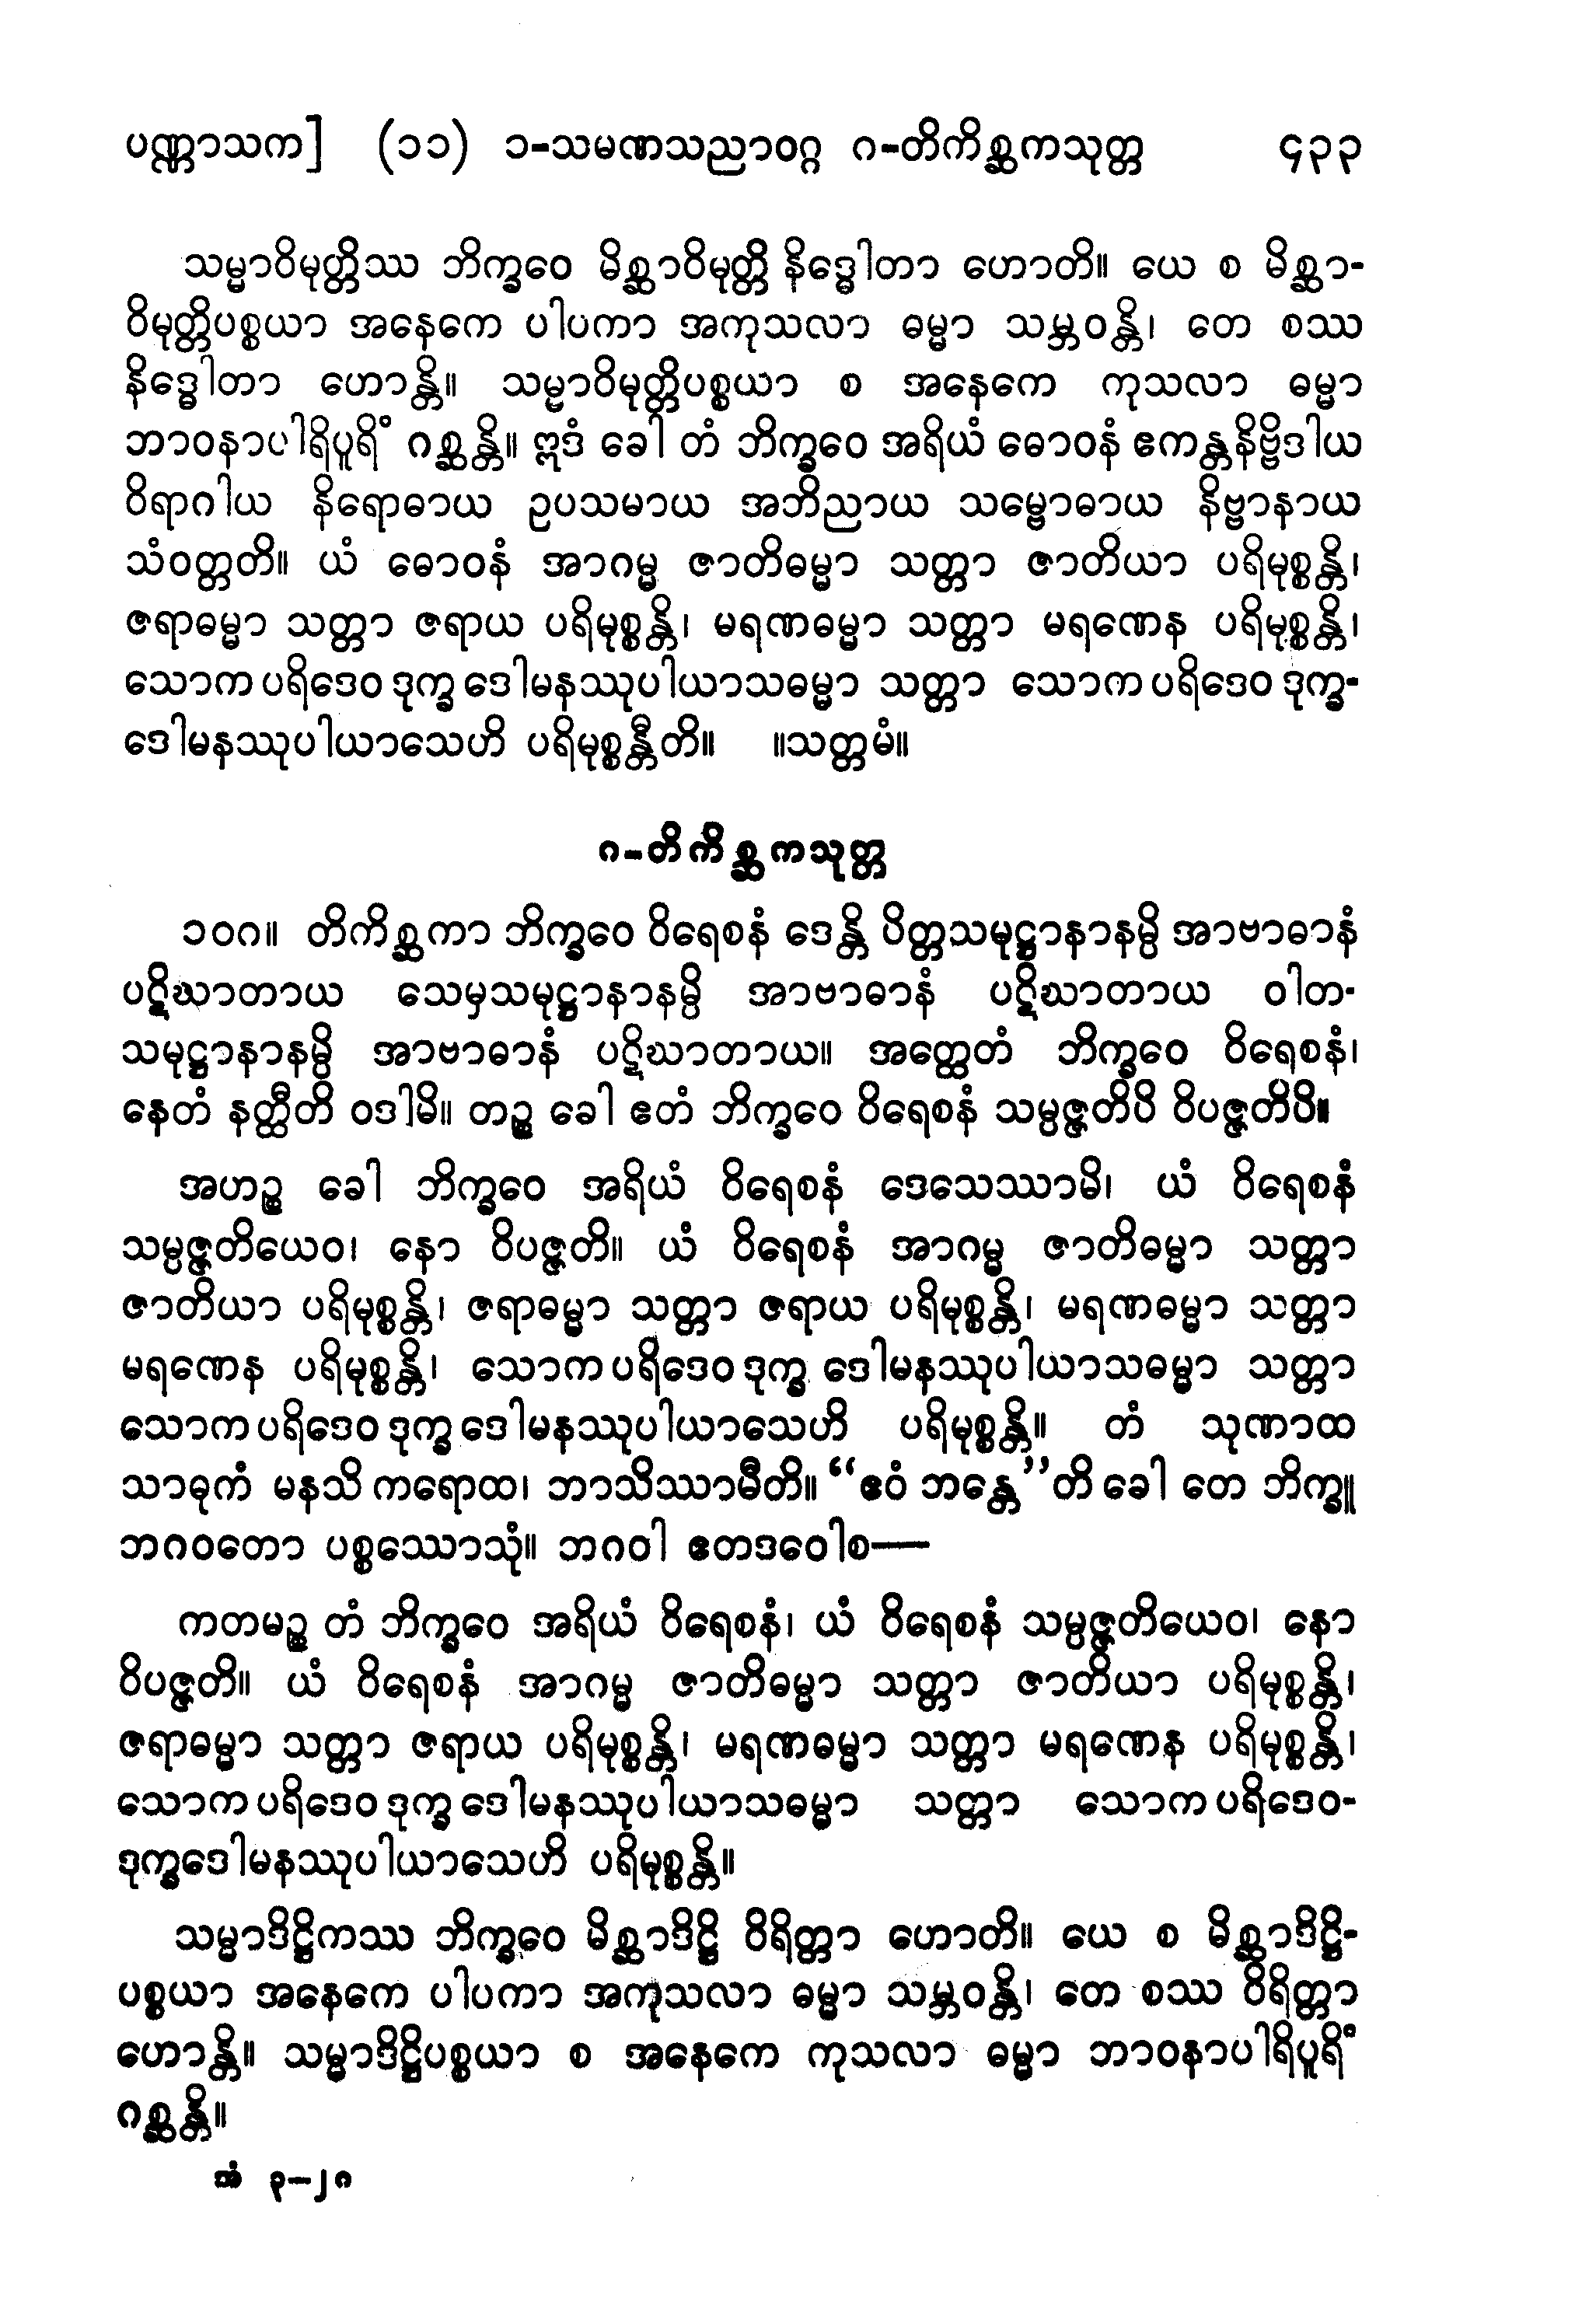 ပဏ္ဏာသက] (၁၁) ၁-သမဏသညာဝဂ္ဂ ၈-တိကိစ္ဆကသုတ္တ ၄၃၃
သမ္မာဝိမုတ္တိဿ ဘိက္ခဝေ မိစ္ဆာဝိမုတ္တိ နိဒ္ဓေါတာ ဟောတိ။ ယေ စ မိစ္ဆာ-
ဝိမုတ္တိပစ္စယာ အနေကေ ပါပကာ အကုသလာ ဓမ္မာ သမ္ဘဝန္တိ၊ တေ စဿ
နိဒ္ဓေါတာ ဟောန္တိ။ သမ္မာဝိမုတ္တိပစ္စယာ စ အနေကေ ကုသလာ ဓမ္မာ
ဘာဝနာပါရိပူရိံ ဂစ္ဆန္တိ။ ဣဒံ ခေါ တံ ဘိက္ခဝေ အရိယံ ဓောဝနံ ဧကန္တနိဗ္ဗိဒါယ
ဝိရာဂါယ နိရောဓာယ ဥပသမာယ အဘိညာယ သမ္ဗောဓာယ နိဗ္ဗာနာယ
သံဝတ္တတိ။ ယံ ဓောဝနံ အာဂမ္မ ဇာတိဓမ္မာ သတ္တာ ဇာတိယာ ပရိမုစ္စန္တိ၊
ဇရာဓမ္မာ သတ္တာ ဇရာယ ပရိမုစ္စန္တိ၊ မရဏဓမ္မာ သတ္တာ မရဏေန ပရိမုစ္စန္တိ၊
သောက ပရိဒေဝ ဒုက္ခ ဒေါမနဿုပါယာသဓမ္မာ သတ္တာ သောက ပရိဒေဝ ဒုက္ခ-
ဒေါမနဿုပါယာသေဟိ ပရိမုစ္စန္တီတိ။ ။သတ္တမံ။
၈-တိကိစ္ဆကသုတ္တ
၁၀၈။ တိကိစ္ဆကာ ဘိက္ခဝေ ဝိရေစနံ ဒေန္တိ ပိတ္တသမုဋ္ဌာနာနမ္ပိ အာဗာဓာနံ
ပဋိဃာတာယ သေမှသမုဋ္ဌာနာနမ္ပိ အာဗာဓာနံ ပဋိဃာတာယ ဝါတ-
သမုဋ္ဌာနာနမ္ပိ အာဗာဓာနံ ပဋိဃာတာယ။ အတ္ထေတံ ဘိက္ခဝေ ဝိရေစနံ၊
နေတံ နတ္ထီတိ ဝဒါမိ။ တဉ္စ ခေါ ဧတံ ဘိက္ခဝေ ဝိရေစနံ သမ္ပဇ္ဇတိပိ ဝိပဇ္ဇတိပိ။
အဟဉ္စ ခေါ ဘိက္ခဝေ အရိယံ ဝိရေစနံ ဒေသေဿာမိ၊ ယံ ဝိရေစနံ
သမ္ပဇ္ဇတိယေဝ၊ နော ဝိပဇ္ဇတိ။ ယံ ဝိရေစနံ အာဂမ္မ ဇာတိဓမ္မာ သတ္တာ
ဇာတိယာ ပရိမုစ္စန္တိ၊ ဇရာဓမ္မာ သတ္တာ ဇရာယ ပရိမုစ္စန္တိ၊ မရဏဓမ္မာ သတ္တာ
မရဏေန ပရိမုစ္စန္တိ၊ သောက ပရိဒေဝ ဒုက္ခ ဒေါမနဿုပါယာသဓမ္မာ သတ္တာ
သောက ပရိဒေဝ ဒုက္ခ ဒေါမနဿုပါယာသေဟိ ပရိမုစ္စန္တိ။ တံ သုဏာထ
သာဓုကံ မနသိ ကရောထ၊ ဘာသိဿာမီတိ။ “ဧဝံ ဘန္တေ”တိ ခေါ တေ ဘိက္ခူ
ဘဂဝတော ပစ္စဿောသုံ။ ဘဂဝါ ဧတဒဝေါစ—
ကတမဉ္စ တံ ဘိက္ခဝေ အရိယံ ဝိရေစနံ၊ ယံ ဝိရေစနံ သမ္ပဇ္ဇတိယေဝ၊ နော
ဝိပဇ္ဇတိ။ ယံ ဝိရေစနံ အာဂမ္မ ဇာတိဓမ္မာ သတ္တာ ဇာတိယာ ပရိမုစ္စန္တိ၊
ဇရာဓမ္မာ သတ္တာ ဇရာယ ပရိမုစ္စန္တိ၊ မရဏဓမ္မာ သတ္တာ မရဏေန ပရိမုစ္စန္တိ၊
သောက ပရိဒေဝ ဒုက္ခ ဒေါမနဿုပါယာသဓမ္မာ သတ္တာ သောက ပရိဒေဝ-
ဒုက္ခဒေါမနဿုပါယာသေဟိ ပရိမုစ္စန္တိ။
သမ္မာဒိဋ္ဌိကဿ ဘိက္ခဝေ မိစ္ဆာဒိဋ္ဌိ ဝိရိတ္တာ ဟောတိ။ ယေ စ မိစ္ဆာဒိဋ္ဌိ-
ပစ္စယာ အနေကေ ပါပကာ အကုသလာ ဓမ္မာ သမ္ဘဝန္တိ၊ တေ စဿ ဝိရိတ္တာ
ဟောန္တိ။ သမ္မာဒိဋ္ဌိပစ္စယာ စ အနေကေ ကုသလာ ဓမ္မာ ဘာဝနာပါရိပူရိံ
ဂစ္ဆန္တိ။
အံ ၃—၂၈